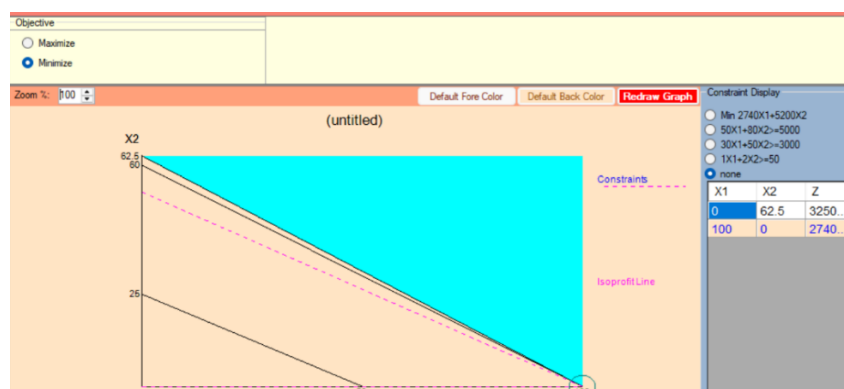 Objective
Maximize
Minimize
Zoom %: 100
Default Fore Color
Default Back Color
Redraw Graph
(untitled)
X2
62.5
60
25
Constraints
Isoprofit Line
Constraint Display
Min 2740X1+5200X2
50X1+80X2>=5000
30X1+50X2>=3000
1X1+2X2>=50
none
X1 X2 Z
0 62.5 3250..
100 0 2740..